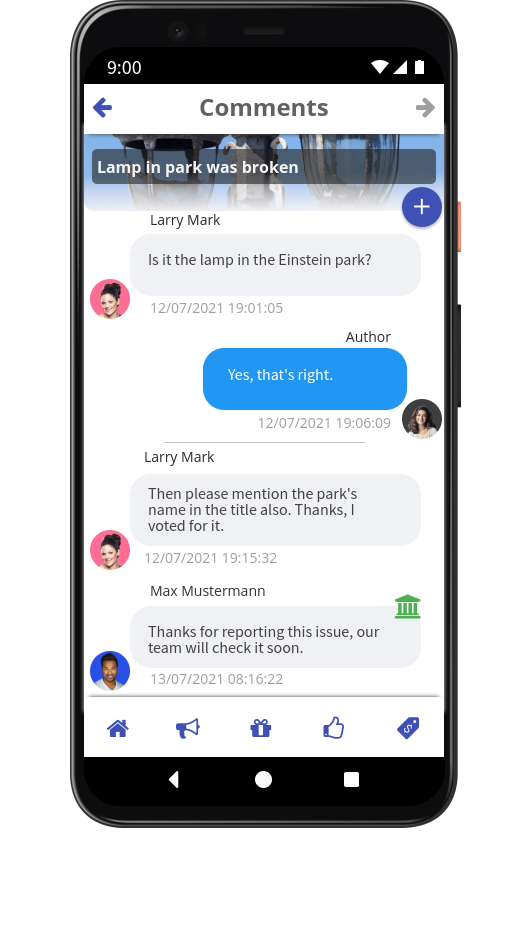 9:00
Comments
Lamp in park was broken
Larry Mark
Is it the lamp in the Einstein park?
12/07/2021 19:01:05
Author
Yes, that's right.
12/07/2021 19:06:09
Larry Mark
Then please mention the park's
name in the title also. Thanks, I
voted for it.
12/07/2021 19:15:32
Max Mustermann
Thanks for reporting this issue, our
team will check it soon.
13/07/2021 08:16:22